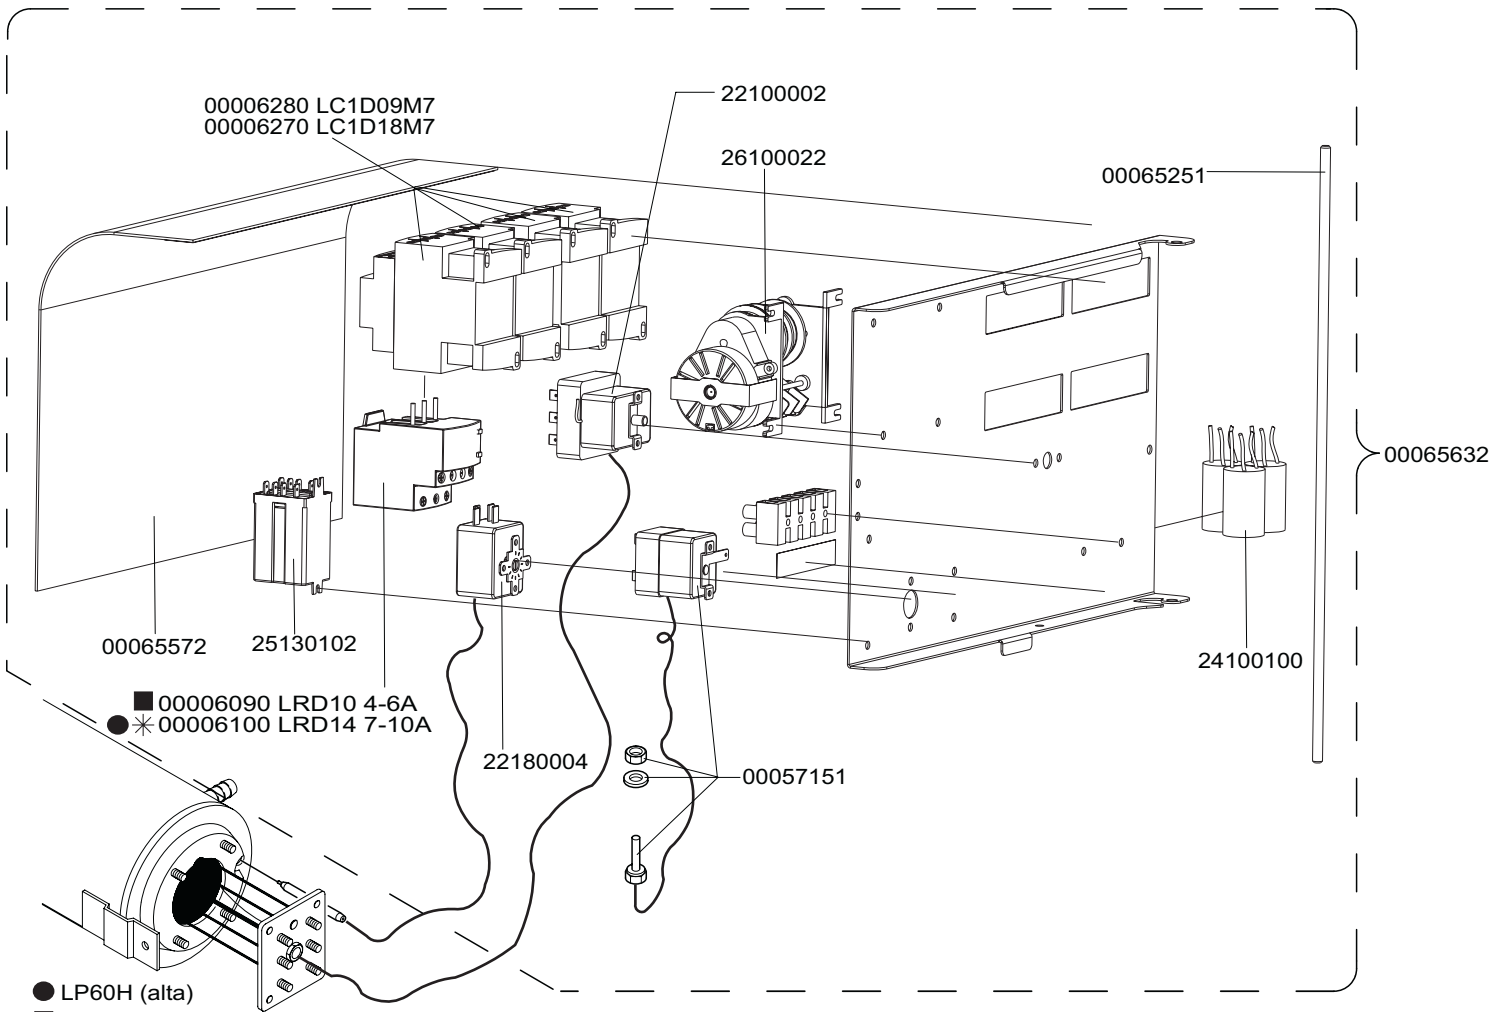 00006280 LC1D09M7
00006270 LC1D18M7
22100002
26100022
00065251
00065632
00065572
25130102
24100100
■ 00006090 LRD10 4-6A
● ✳ 00006100 LRD14 7-10A
22180004
00057151
● LP60H (alta)